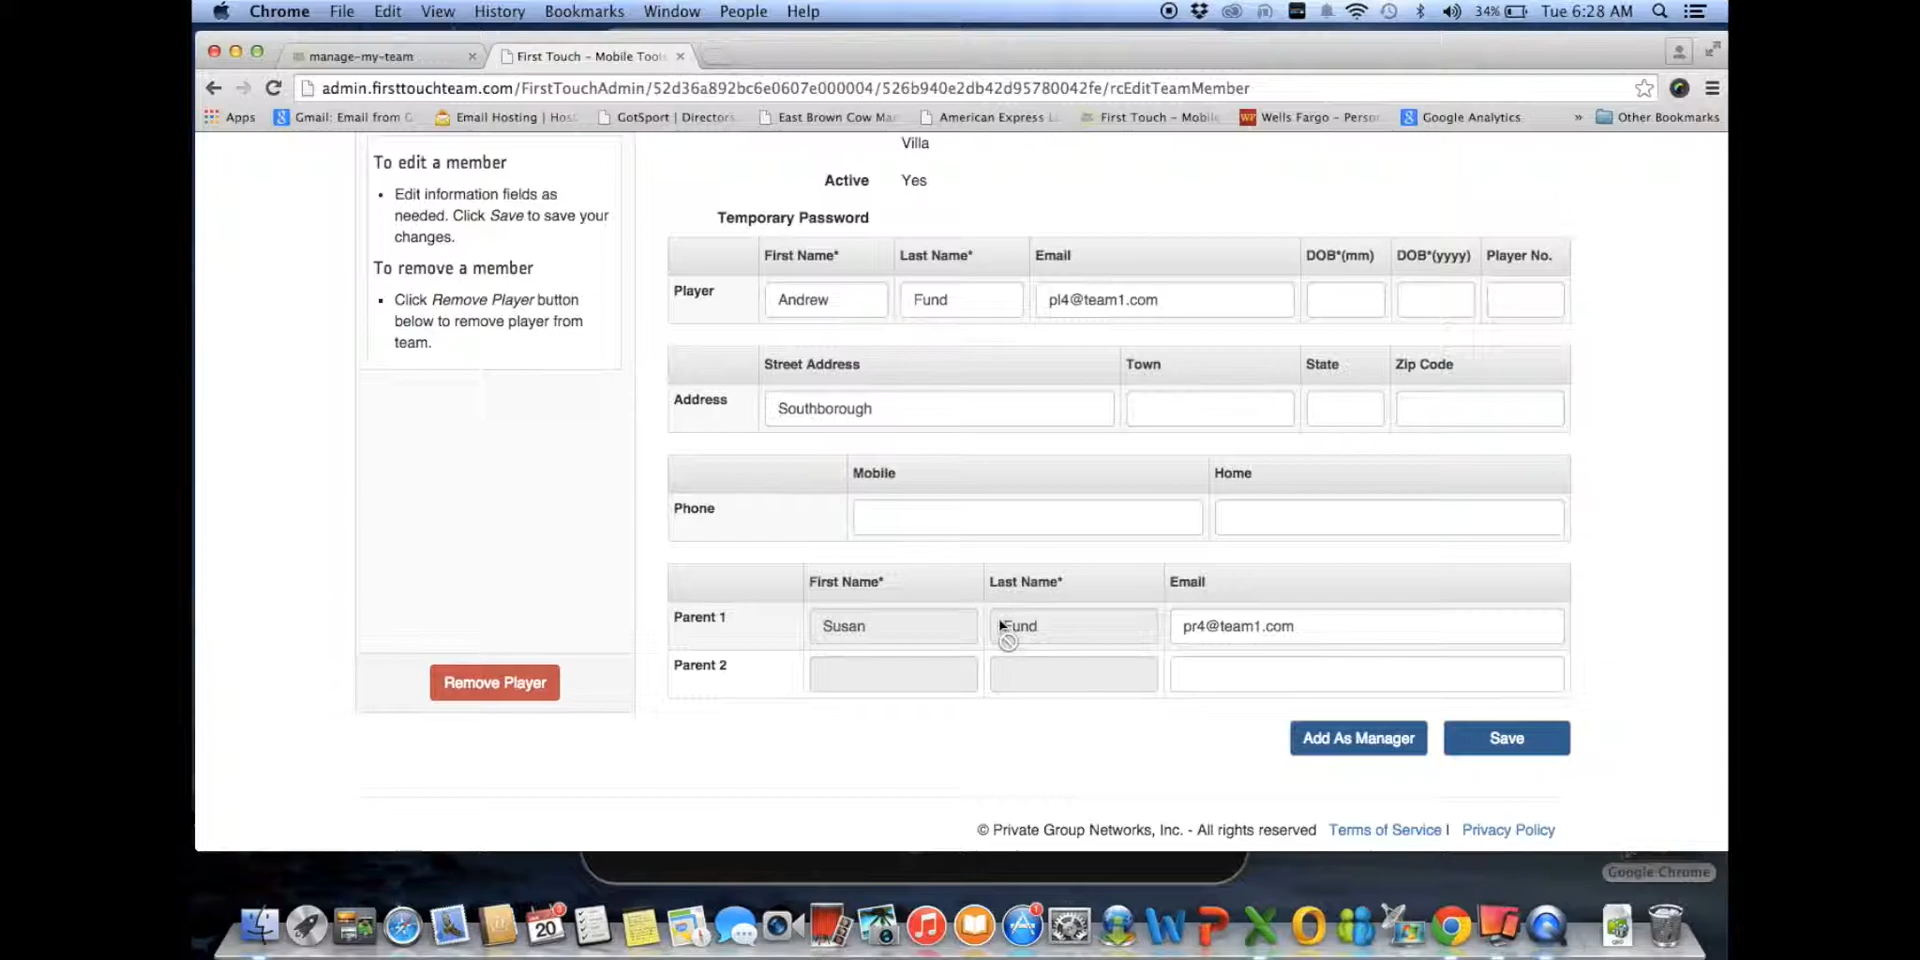 Chrome File Edit View History Bookmarks Window People Help 34% Tue 6:28 AM
manage-my-team First Touch - Mobile Tools
admin.firsttouchteam.com/FirstTouchAdmin/52d36a892bc6e0607e000004/526b940e2db42d95780042fe/rcEditTeamMember
Apps Gmail: Email from G Email Hosting | Hos GotSport | Directors East Brown Cow Ma American Express L First Touch – Mobile Wells Fargo – Perso Google Analytics » Other Bookmarks
Villa
To edit a member
Active Yes
• Edit information fields as
needed. Click Save to save your
changes.
Temporary Password
To remove a member
▪ Click Remove Player button
below to remove player from
team.
First Name* Last Name* Email DOB*(mm) DOB*(yyyy) Player No.
Player Andrew Fund pl4@team1.com
Street Address Town State Zip Code
Address Southborough
Mobile Home
Phone
First Name* Last Name* Email
Parent 1 Susan Fund pr4@team1.com
Parent 2
Remove Player
Add As Manager Save
© Private Group Networks, Inc. - All rights reserved Terms of Service | Privacy Policy
Google Chrome
20
1